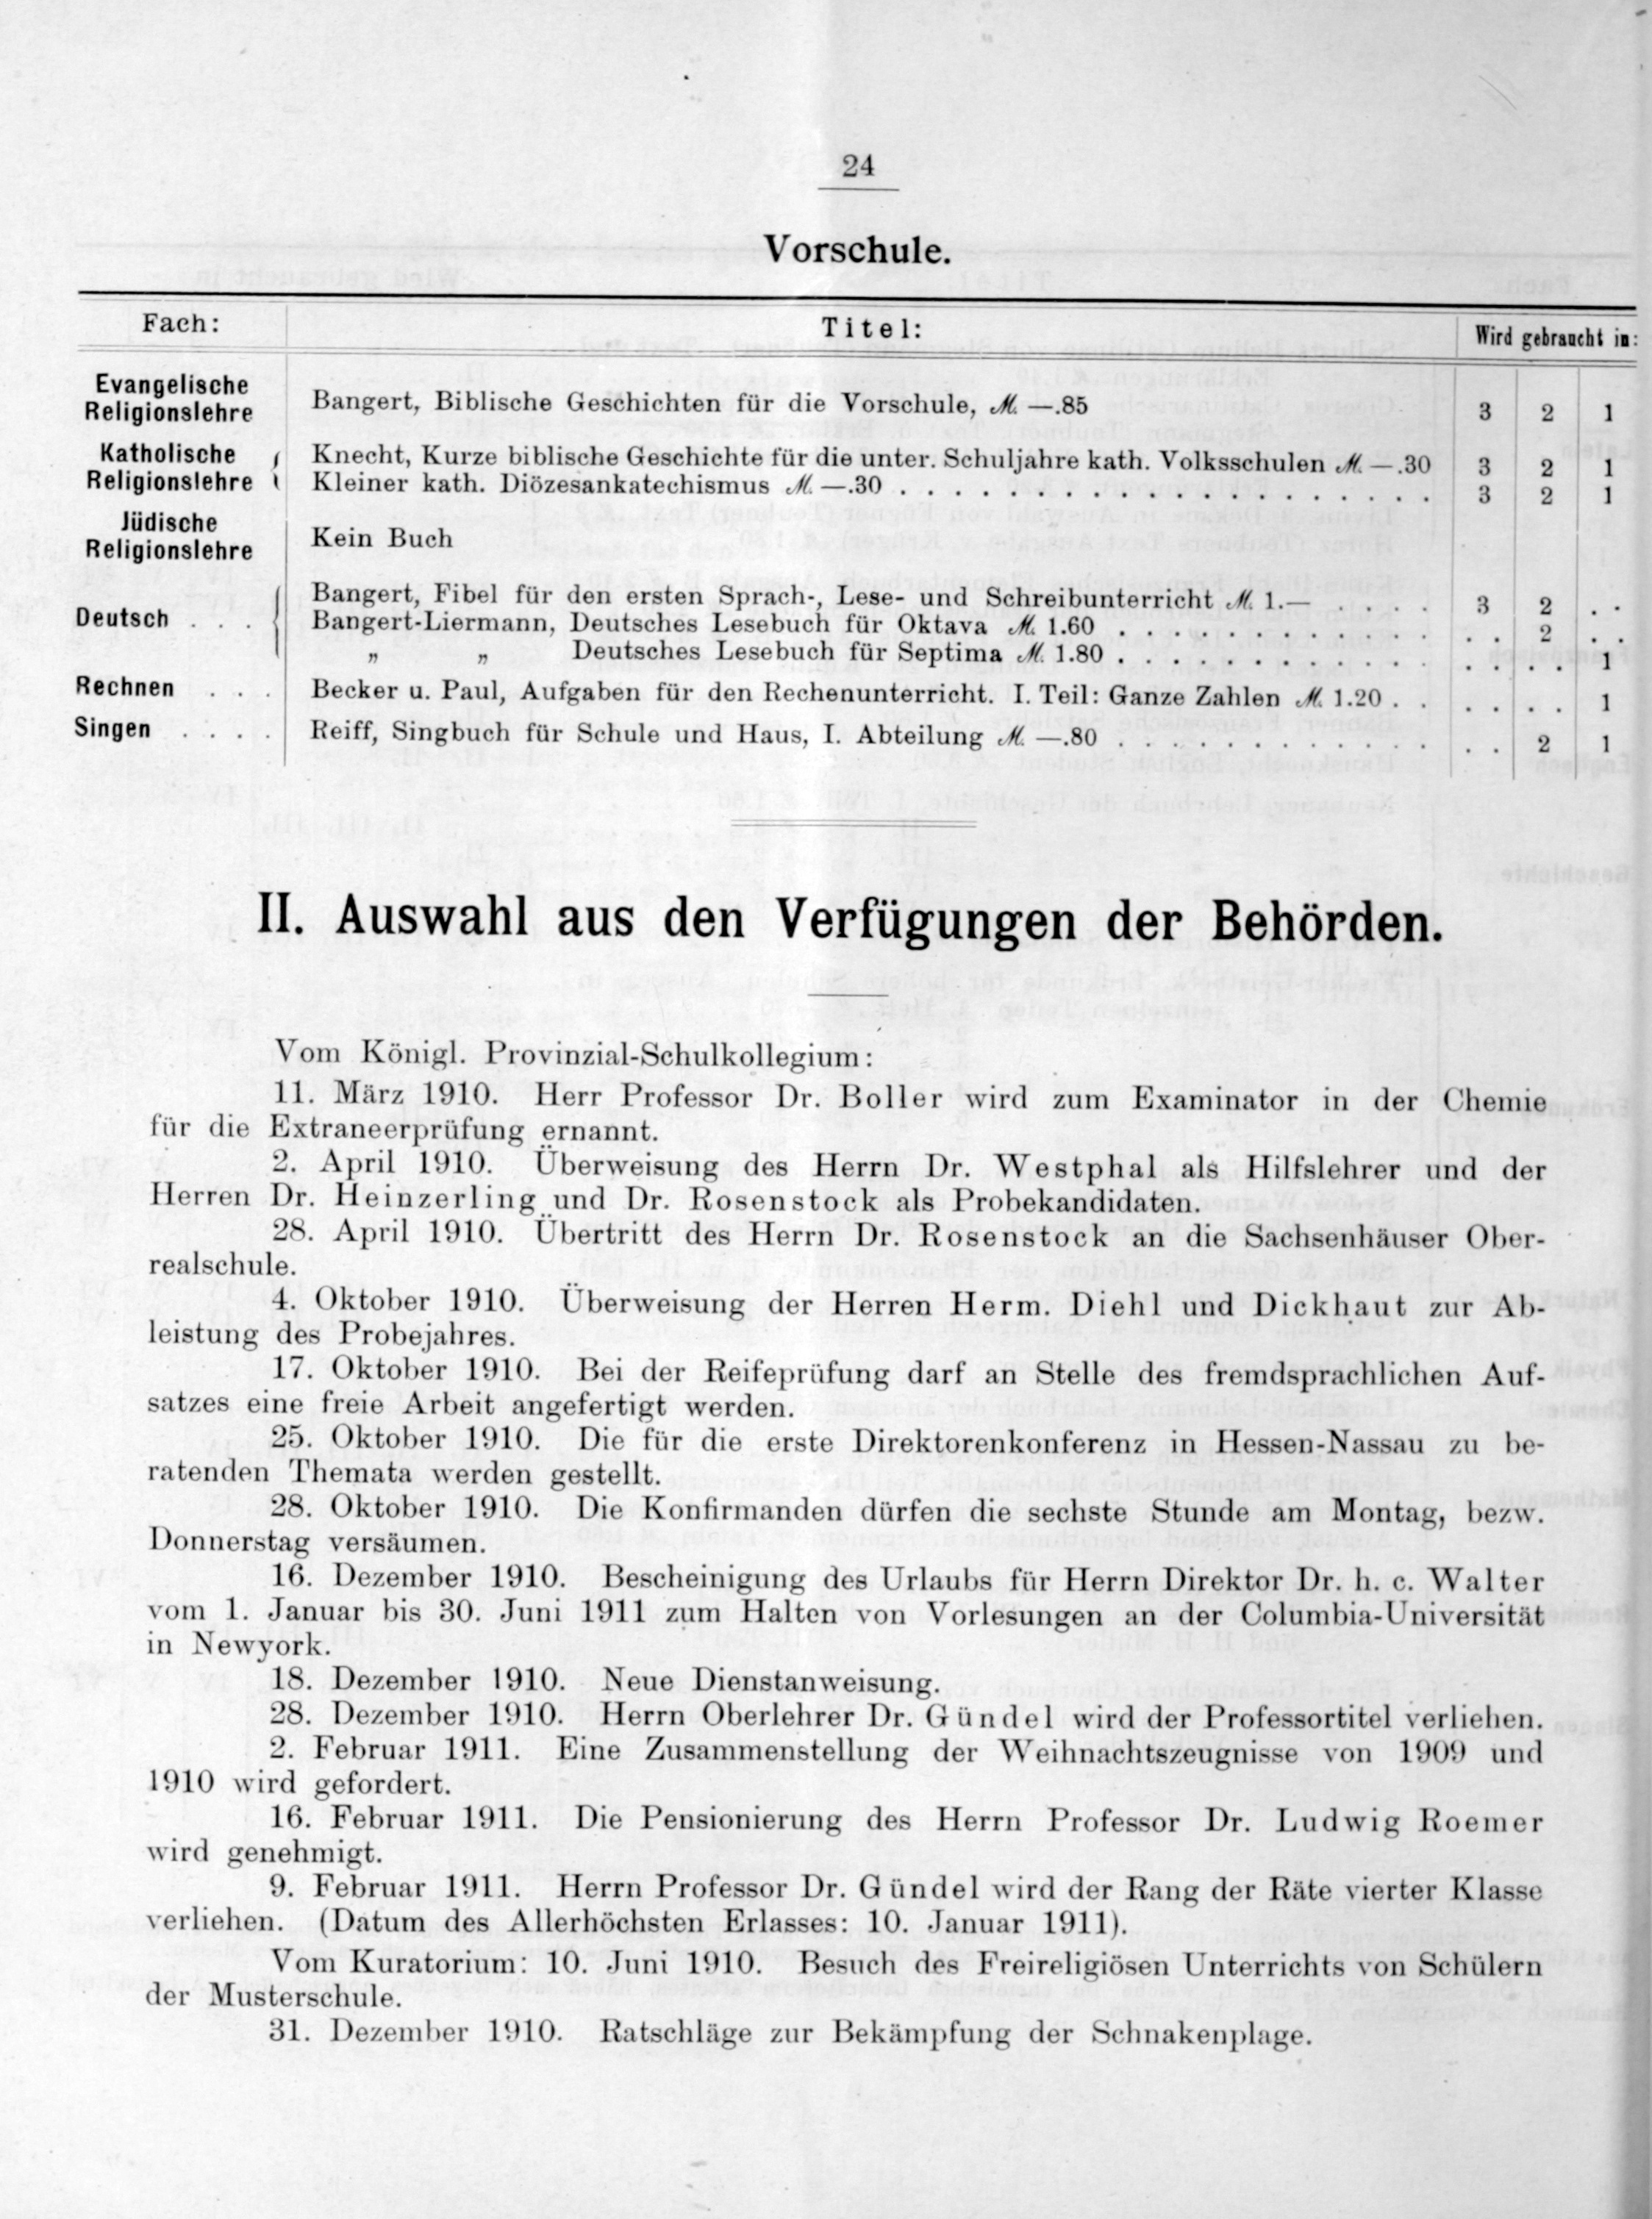 24
Vorschule.
Fach: Titel: Wird gebraucht in:
Evangelische
Religionslehre Bangert, Biblische Geschichten für die Vorschule, ℳ. —.85 3 2 1
Katholische Knecht, Kurze biblische Geschichte für die unter. Schuljahre kath. Volksschulen ℳ. —.30 3 2 1
Religionslehre Kleiner kath. Diözesankatechismus ℳ. —.30 . . . . . . . . . . . . . . . . . . . . 3 2 1
Jüdische
Religionslehre Kein Buch
Bangert, Fibel für den ersten Sprach-, Lese- und Schreibunterricht ℳ. 1.— . . . . 3 2 . .
Deutsch . . . Bangert-Liermann, Deutsches Lesebuch für Oktava ℳ. 1.60 . . . . . . . . . . . . . . 2 . .
„ „ Deutsches Lesebuch für Septima ℳ. 1.80 . . . . . . . . . . . . . . . . 1
Rechnen . . . Becker u. Paul, Aufgaben für den Rechenunterricht. I. Teil: Ganze Zahlen ℳ. 1.20 . . . . . . 1
Singen . . . . Reiff, Singbuch für Schule und Haus, I. Abteilung ℳ. —.80 . . . . . . . . . . . . . . 2 1
II. Auswahl aus den Verfügungen der Behörden.
Vom Königl. Provinzial-Schulkollegium:
11. März 1910. Herr Professor Dr. Boller wird zum Examinator in der Chemie
für die Extraneerprüfung ernannt.
2. April 1910. Überweisung des Herrn Dr. Westphal als Hilfslehrer und der
Herren Dr. Heinzerling und Dr. Rosenstock als Probekandidaten.
28. April 1910. Übertritt des Herrn Dr. Rosenstock an die Sachsenhäuser Ober-
realschule.
4. Oktober 1910. Überweisung der Herren Herm. Diehl und Dickhaut zur Ab-
leistung des Probejahres.
17. Oktober 1910. Bei der Reifeprüfung darf an Stelle des fremdsprachlichen Auf-
satzes eine freie Arbeit angefertigt werden.
25. Oktober 1910. Die für die erste Direktorenkonferenz in Hessen-Nassau zu be-
ratenden Themata werden gestellt.
28. Oktober 1910. Die Konfirmanden dürfen die sechste Stunde am Montag, bezw.
Donnerstag versäumen.
16. Dezember 1910. Bescheinigung des Urlaubs für Herrn Direktor Dr. h. c. Walter
vom 1. Januar bis 30. Juni 1911 zum Halten von Vorlesungen an der Columbia-Universität
in Newyork.
18. Dezember 1910. Neue Dienstanweisung.
28. Dezember 1910. Herrn Oberlehrer Dr. Gündel wird der Professortitel verliehen.
2. Februar 1911. Eine Zusammenstellung der Weihnachtszeugnisse von 1909 und
1910 wird gefordert.
16. Februar 1911. Die Pensionierung des Herrn Professor Dr. Ludwig Roemer
wird genehmigt.
9. Februar 1911. Herrn Professor Dr. Gündel wird der Rang der Räte vierter Klasse
verliehen. (Datum des Allerhöchsten Erlasses: 10. Januar 1911).
Vom Kuratorium: 10. Juni 1910. Besuch des Freireligiösen Unterrichts von Schülern
der Musterschule.
31. Dezember 1910. Ratschläge zur Bekämpfung der Schnakenplage.